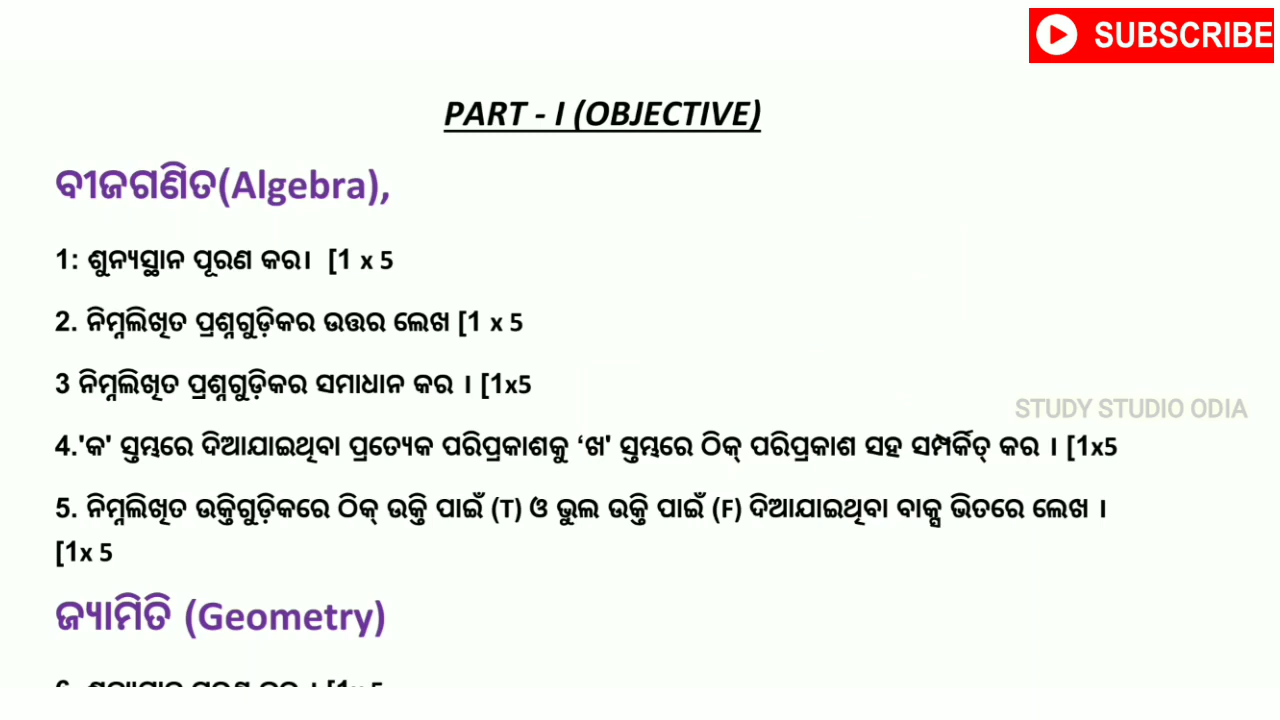 SUBSCRIBE
PART - I (OBJECTIVE)
ବୀଜଗଣିତ(Algebra),
1: ଶୁନ୍ୟସ୍ଥାନ ପୂରଣ କର। [1 x 5
2. ନିମ୍ନଲିଖିତ ପ୍ରଶ୍ନଗୁଡ଼ିକର ଉତ୍ତର ଲେଖ [1 x 5
3 ନିମ୍ନଲିଖିତ ପ୍ରଶ୍ନଗୁଡ଼ିକର ସମାଧାନ କର । [1x5
STUDY STUDIO ODIA
4.'କ' ସ୍ତମ୍ଭରେ ଦିଆଯାଇଥିବା ପ୍ରତ୍ୟେକ ପରିପ୍ରକାଶକୁ ‘ଖ' ସ୍ତମ୍ଭରେ ଠିକ୍ ପରିପ୍ରକାଶ ସହ ସମ୍ପର୍କିତ୍ କର । [1x5
5. ନିମ୍ନଲିଖିତ ଉକ୍ତିଗୁଡ଼ିକରେ ଠିକ୍ ଉକ୍ତି ପାଇଁ (T) ଓ ଭୁଲ ଉକ୍ତି ପାଇଁ (F) ଦିଆଯାଇଥିବା ବାକ୍ସ ଭିତରେ ଲେଖ ।
[1x 5
ଜ୍ୟାମିତି (Geometry)